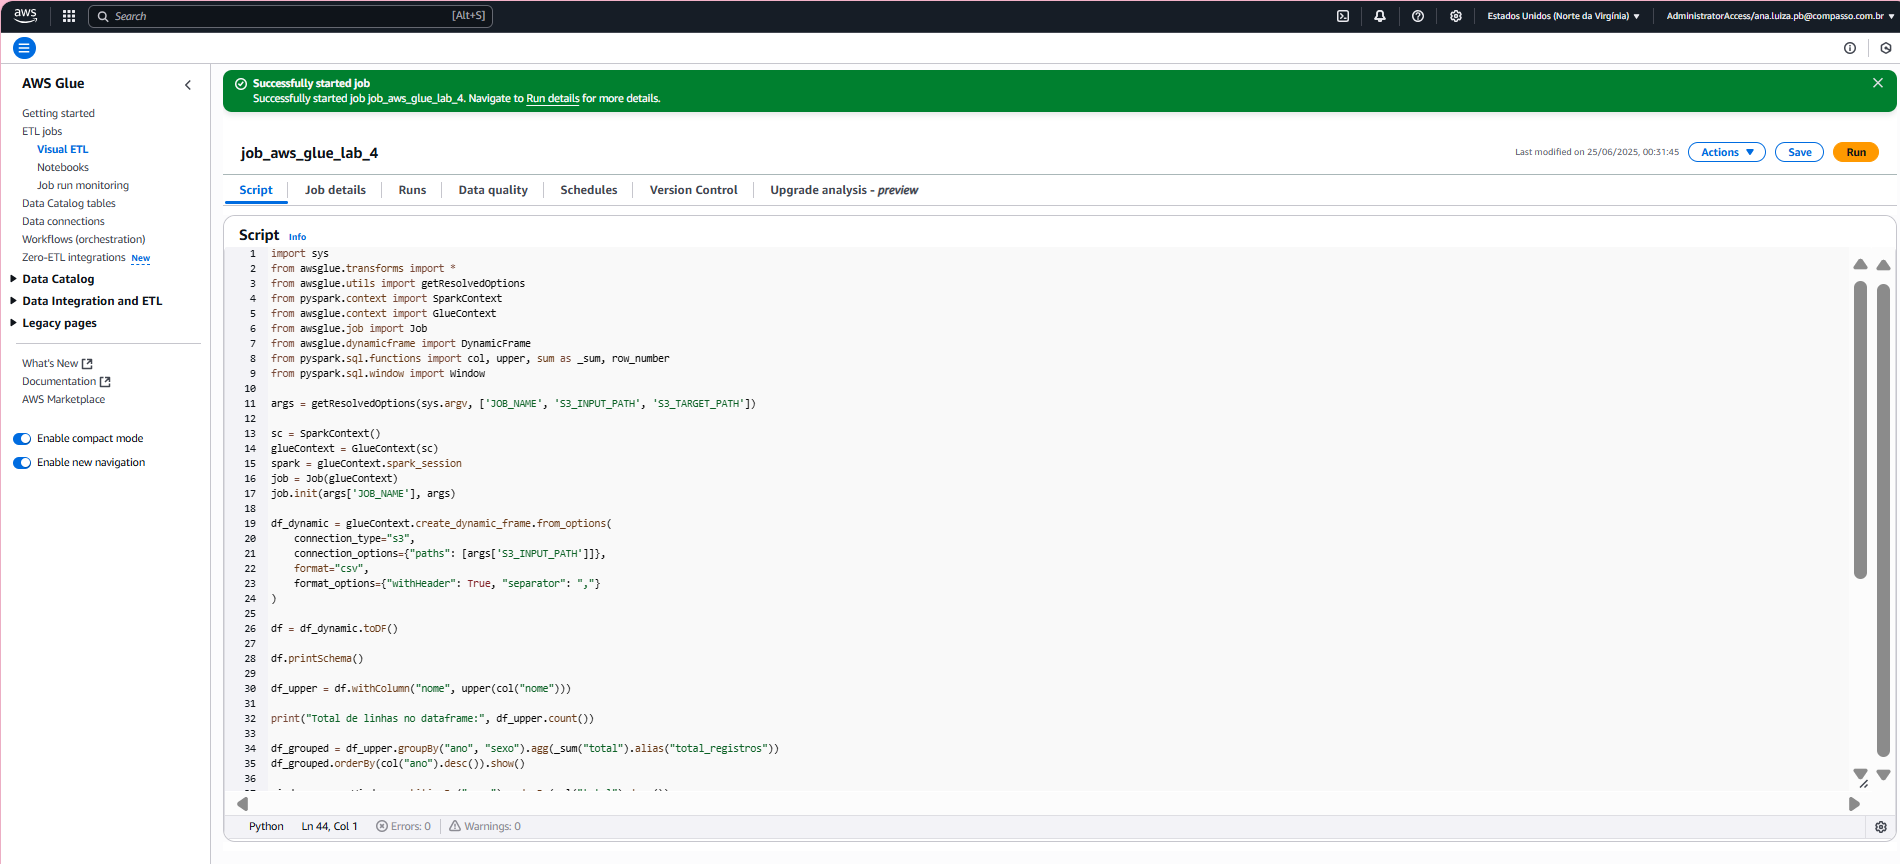 aws
Search
[Alt+S]
Estados Unidos (Norte da Virgínia) ▼
AdministratorAccess/ana.luiza.pb@compasso.com.br ▼
AWS Glue
Getting started
ETL jobs
Visual ETL
Notebooks
Job run monitoring
Data Catalog tables
Data connections
Workflows (orchestration)
Zero-ETL integrations New
Data Catalog
Data Integration and ETL
Legacy pages
What's New
Documentation
AWS Marketplace
Enable compact mode
Enable new navigation
Successfully started job
Successfully started job job_aws_glue_lab_4. Navigate to Run details for more details.
job_aws_glue_lab_4
Last modified on 25/06/2025, 00:31:45
Actions ▼
Save
Run
Script
Job details
Runs
Data quality
Schedules
Version Control
Upgrade analysis - preview
Script Info
1 import sys
2 from awsglue.transforms import *
3 from awsglue.utils import getResolvedOptions
4 from pyspark.context import SparkContext
5 from awsglue.context import GlueContext
6 from awsglue.job import Job
7 from awsglue.dynamicframe import DynamicFrame
8 from pyspark.sql.functions import col, upper, sum as _sum, row_number
9 from pyspark.sql.window import Window
10
11 args = getResolvedOptions(sys.argv, ['JOB_NAME', 'S3_INPUT_PATH', 'S3_TARGET_PATH'])
12
13 sc = SparkContext()
14 glueContext = GlueContext(sc)
15 spark = glueContext.spark_session
16 job = Job(glueContext)
17 job.init(args['JOB_NAME'], args)
18
19 df_dynamic = glueContext.create_dynamic_frame.from_options(
20 connection_type="s3",
21 connection_options={"paths": [args['S3_INPUT_PATH']]},
22 format="csv",
23 format_options={"withHeader": True, "separator": ","}
24 )
25
26 df = df_dynamic.toDF()
27
28 df.printSchema()
29
30 df_upper = df.withColumn("nome", upper(col("nome")))
31
32 print("Total de linhas no dataframe:", df_upper.count())
33
34 df_grouped = df_upper.groupBy("ano", "sexo").agg(_sum("total").alias("total_registros"))
35 df_grouped.orderBy(col("ano").desc()).show()
36
Python
Ln 44, Col 1
Errors: 0
Warnings: 0